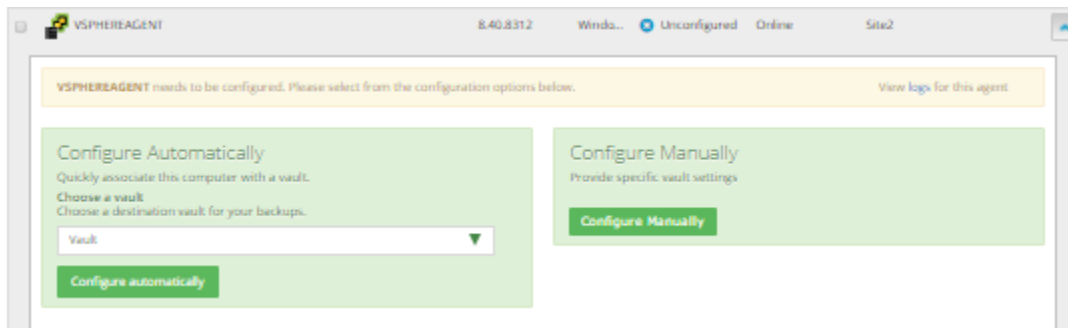 VSPHEREAGENT 8.40.8312 Windo... Unconfigured Online Site2
VSPHEREAGENT needs to be configured. Please select from the configuration options below. View logs for this agent
Configure Automatically
Quickly associate this computer with a vault.
Choose a vault
Choose a destination vault for your backups.
Vault
Configure automatically
Configure Manually
Provide specific vault settings
Configure Manually